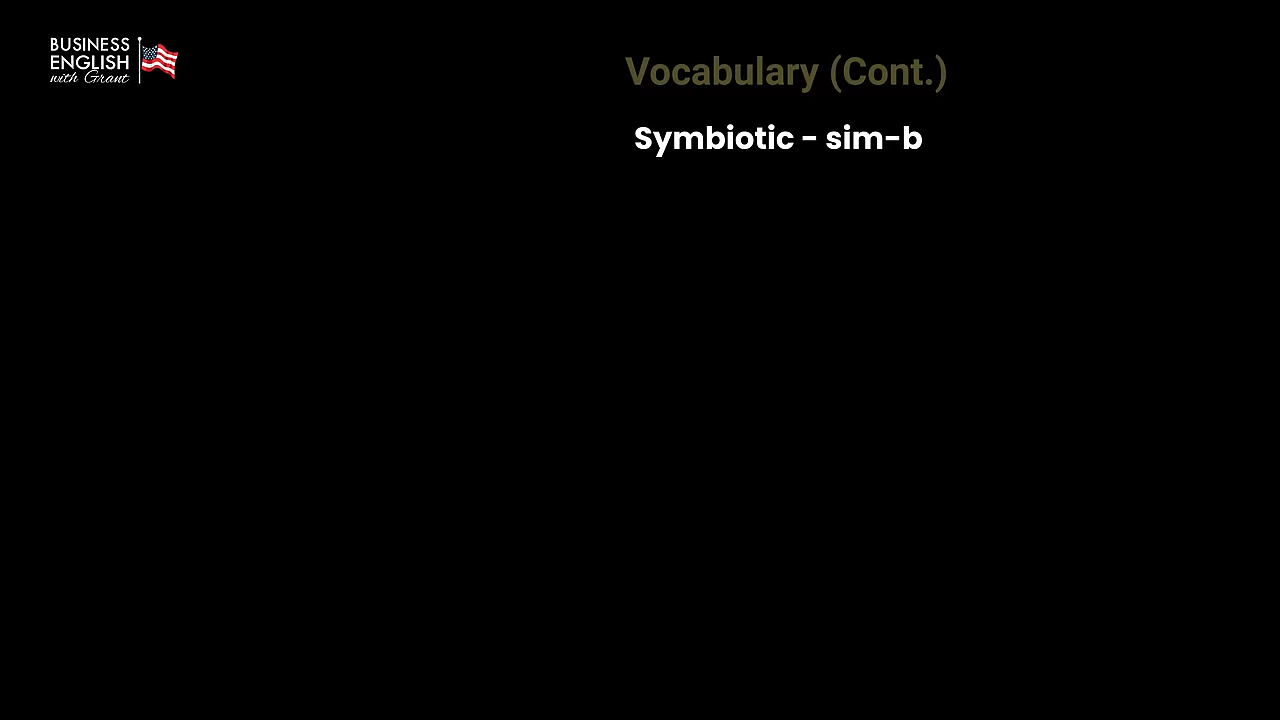 BUSINESS
ENGLISH
with Grant
Vocabulary (Cont.)
Symbiotic - sim-b